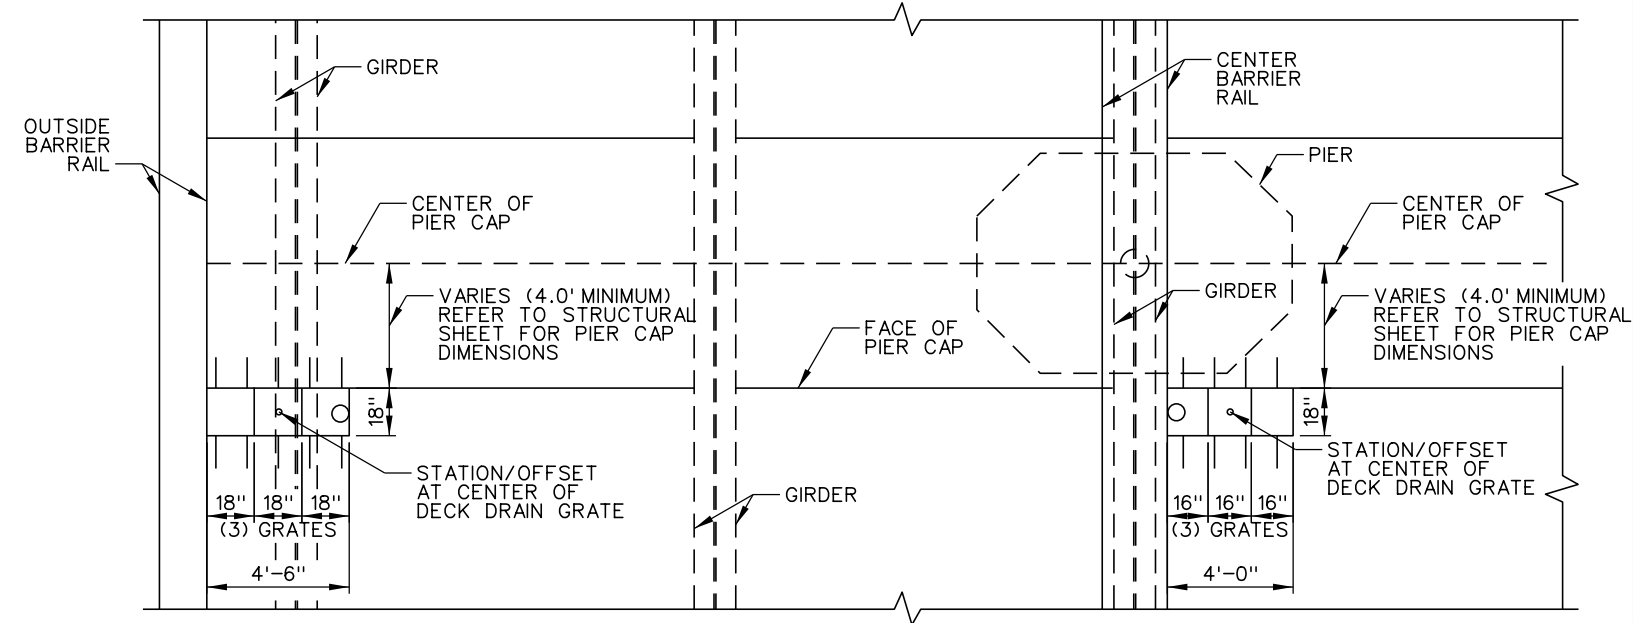 GIRDER
CENTER
BARRIER
RAIL
OUTSIDE
BARRIER
RAIL
PIER
CENTER OF
PIER CAP
CENTER OF
PIER CAP
VARIES (4.0' MINIMUM)
REFER TO STRUCTURAL
SHEET FOR PIER CAP
DIMENSIONS
GIRDER
VARIES (4.0' MINIMUM)
REFER TO STRUCTURAL
SHEET FOR PIER CAP
DIMENSIONS
FACE OF
PIER CAP
18"
18"
STATION/OFFSET
AT CENTER OF
DECK DRAIN GRATE
STATION/OFFSET
AT CENTER OF
DECK DRAIN GRATE
GIRDER
18" 18" 18"
(3) GRATES
4'-6"
16" 16" 16"
(3) GRATES
4'-0"